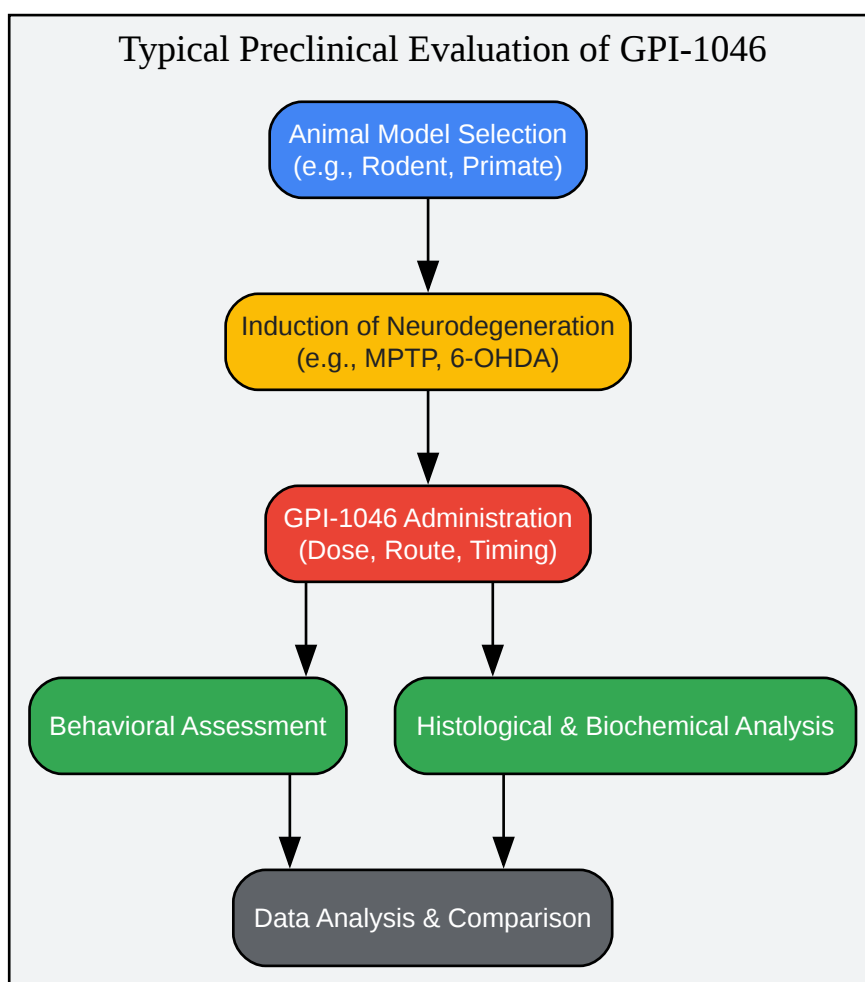 Typical Preclinical Evaluation of GPI-1046
Animal Model Selection
(e.g., Rodent, Primate)
Induction of Neurodegeneration
(e.g., MPTP, 6-OHDA)
GPI-1046 Administration
(Dose, Route, Timing)
Behavioral Assessment
Histological & Biochemical Analysis
Data Analysis & Comparison